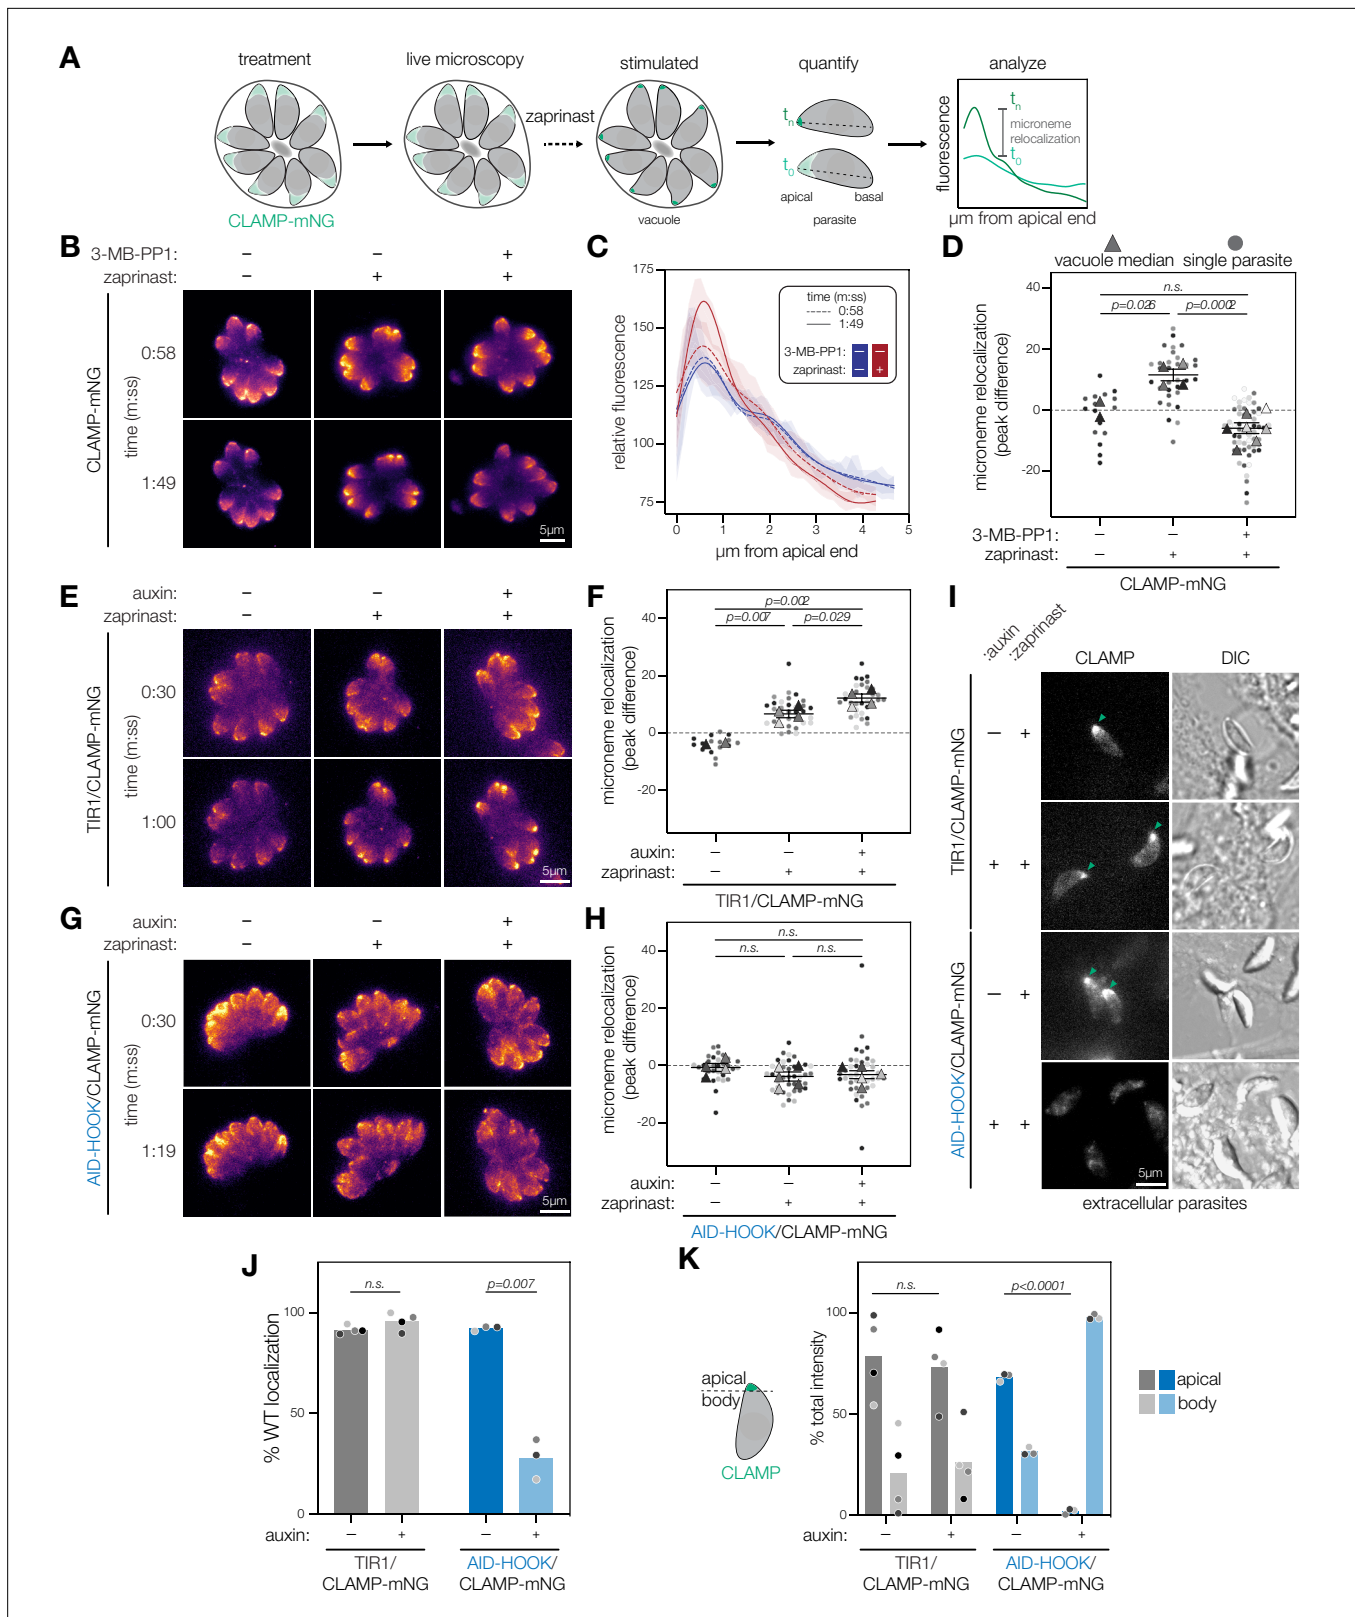 A
treatment
live microscopy
stimulated
quantify
analyze
zaprinast
tn
t0
apical
basal
fluorescence
tn
microneme
relocalization
t0
CLAMP-mNG
vacuole
parasite
µm from apical end
B
3-MB-PP1: – – +
zaprinast: – + +
CLAMP-mNG
time (m:ss)
0:58
1:49
5µm
C
relative fluorescence
175
150
125
100
75
time (m:ss)
0:58
1:49
3-MB-PP1: – –
zaprinast: – +
0 1 2 3 4 5
µm from apical end
D
vacuole median
single parasite
microneme relocalization
(peak difference)
n.s.
p=0.026
p=0.0002
40
20
0
-20
3-MB-PP1: – – +
zaprinast: – + +
CLAMP-mNG
E
auxin: – – +
zaprinast: – + +
TIR1/CLAMP-mNG
time (m:ss)
0:30
1:00
5µm
F
microneme relocalization
(peak difference)
p=0.002
p=0.007
p=0.029
40
20
0
-20
auxin: – – +
zaprinast: – + +
TIR1/CLAMP-mNG
G
auxin: – – +
zaprinast: – + +
AID-HOOK/CLAMP-mNG
time (m:ss)
0:30
1:19
5µm
H
microneme relocalization
(peak difference)
n.s.
n.s.
n.s.
40
20
0
-20
auxin: – – +
zaprinast: – + +
AID-HOOK/CLAMP-mNG
I
:auxin
:zaprinast
CLAMP
DIC
TIR1/CLAMP-mNG
– +
+ +
AID-HOOK/CLAMP-mNG
– +
+ +
5µm
extracellular parasites
J
% WT localization
n.s.
p=0.007
100
50
0
auxin: – + – +
TIR1/
CLAMP-mNG
AID-HOOK/
CLAMP-mNG
K
apical
body
CLAMP
% total intensity
n.s.
p<0.0001
100
50
0
auxin: – + – +
TIR1/
CLAMP-mNG
AID-HOOK/
CLAMP-mNG
apical
body